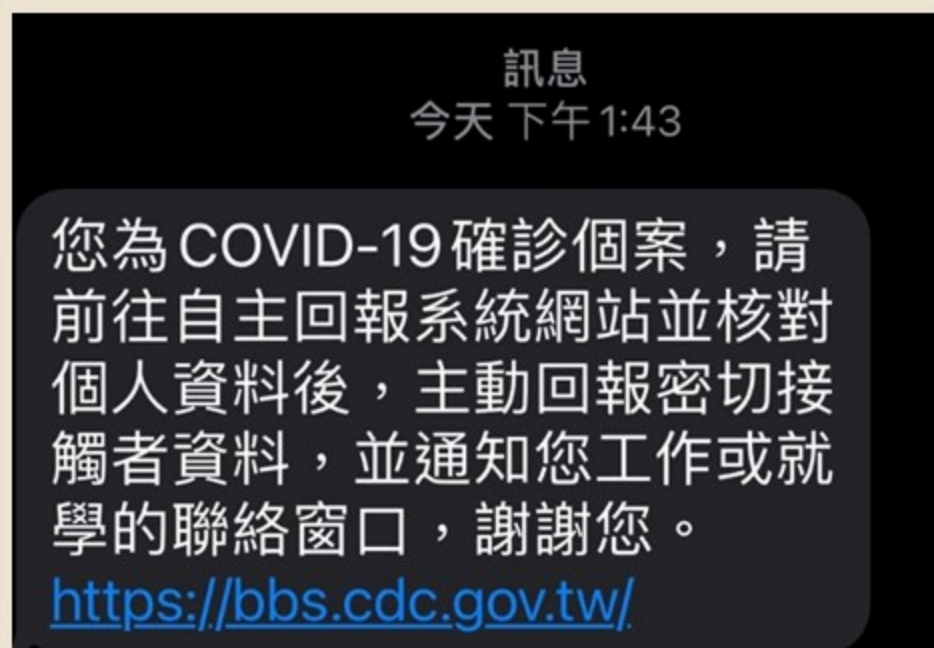 訊息
今天 下午1:43
您為COVID-19確診個案，請
前往自主回報系統網站並核對
個人資料後，主動回報密切接
觸者資料，並通知您工作或就
學的聯絡窗口，謝謝您。
https://bbs.cdc.gov.tw/